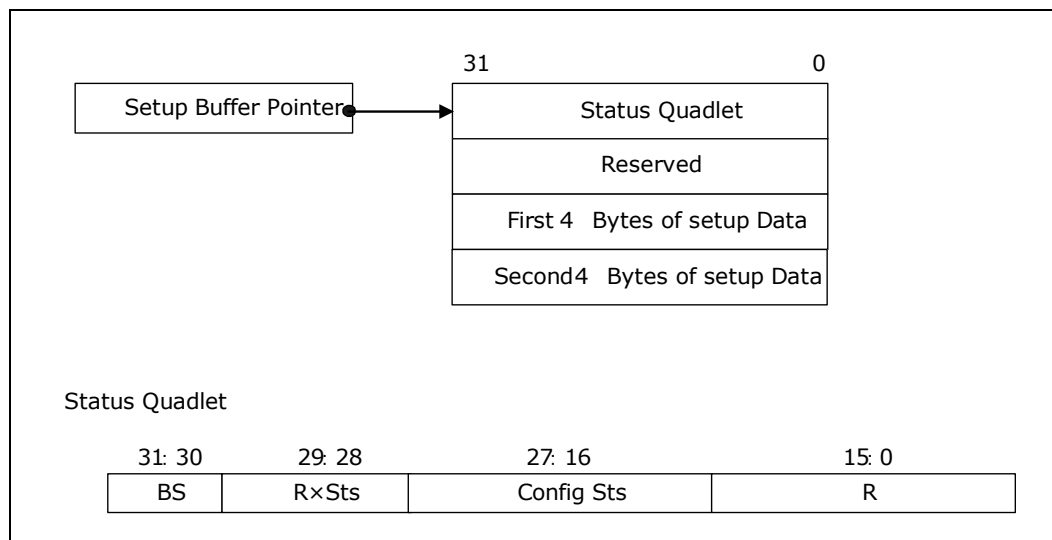 31 0
Setup Buffer Pointer
Status Quadlet
Reserved
First 4 Bytes of setup Data
Second4 Bytes of setup Data
Status Quadlet
31: 30 29: 28 27: 16 15: 0
BS R×Sts Config Sts R